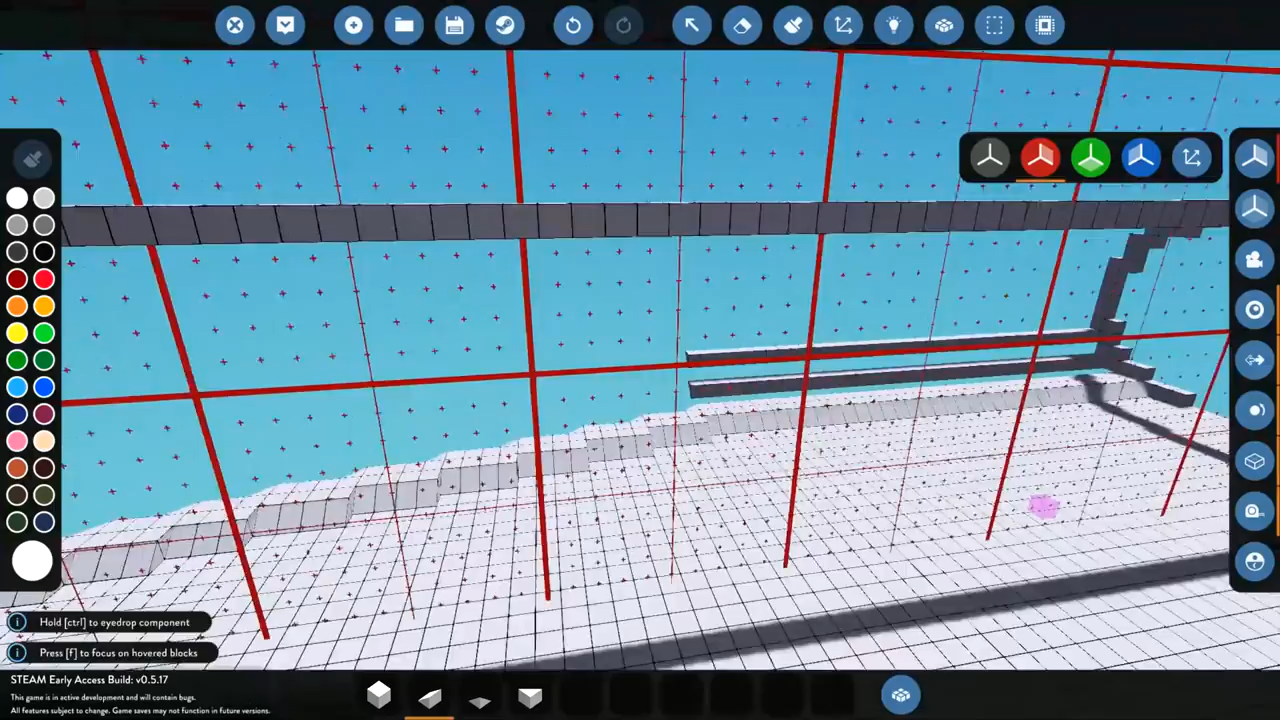 Hold [ctrl] to eyedrop component
Press [f] to focus on hovered blocks
STEAM Early Access Build: v0.5.17
This game is in active development and will contain bugs.
All features subject to change. Game saves may not function in future versions.